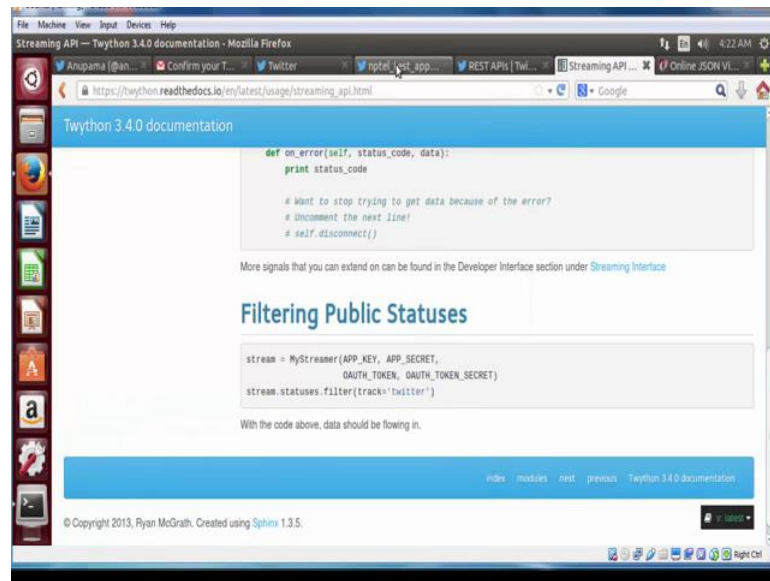 File Machine View Input Devices Help
Streaming API — Twython 3.4.0 documentation - Mozilla Firefox
En 4:22 AM
Anupama (@an... Confirm your T... Twitter nptel_test_app... REST APIs | Twi... Streaming API ... Online JSON Vi...
https://twython.readthedocs.io/en/latest/usage/streaming_api.html
Google
Twython 3.4.0 documentation
def on_error(self, status_code, data):
print status_code
# Want to stop trying to get data because of the error?
# Uncomment the next line!
# self.disconnect()
More signals that you can extend on can be found in the Developer Interface section under Streaming Interface
Filtering Public Statuses
stream = MyStreamer(APP_KEY, APP_SECRET,
OAUTH_TOKEN, OAUTH_TOKEN_SECRET)
stream.statuses.filter(track='twitter')
With the code above, data should be flowing in.
index modules next previous Twython 3.4.0 documentation
© Copyright 2013, Ryan McGrath. Created using Sphinx 1.3.5.
v: latest
Right Ctrl